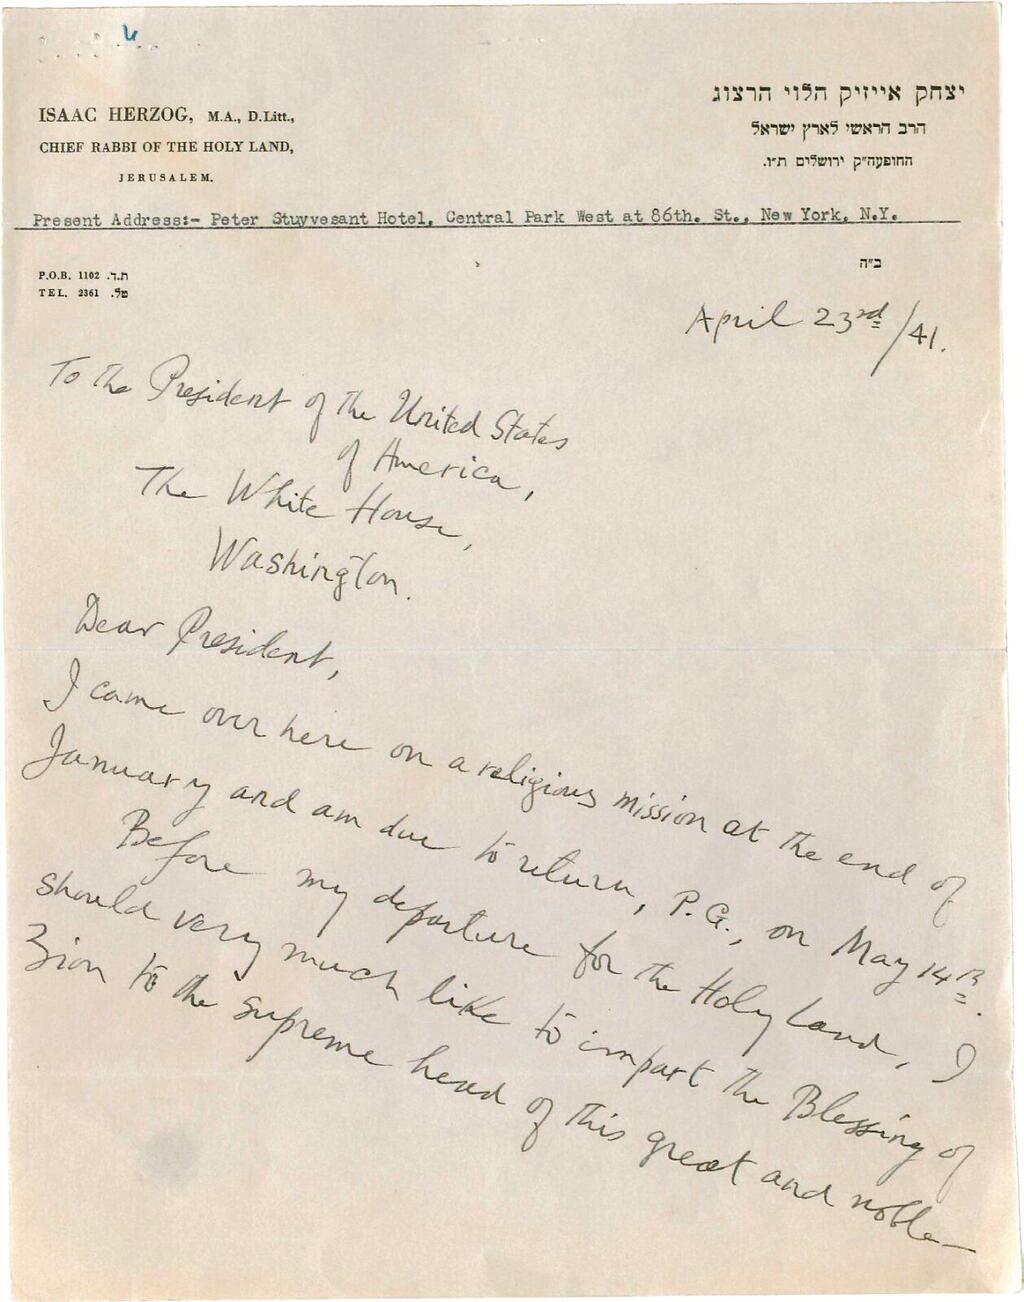 ISAAC HERZOG, M.A., D.Litt.,
CHIEF RABBI OF THE HOLY LAND,
JERUSALEM.
יצחק אייזיק הלוי הרצוג
הרב הראשי לארץ ישראל
החופעה"ק ירושלים ת"ו.
Present Address:- Peter Stuyvesant Hotel, Central Park West at 86th. St., New York, N.Y.
P.O.B. 1102 ת.ד.
TEL. 2361 טל.
ב"ה
April 23rd/41.
To the President of the United States
of America,
The White House,
Washington.
Dear President,
I came over here on a religious mission at the end of
January and am due to return, P.G., on May 14th.
Before my departure for the Holy Land, I
should very much like to impart the Blessing of
Zion to the supreme head of this great and noble